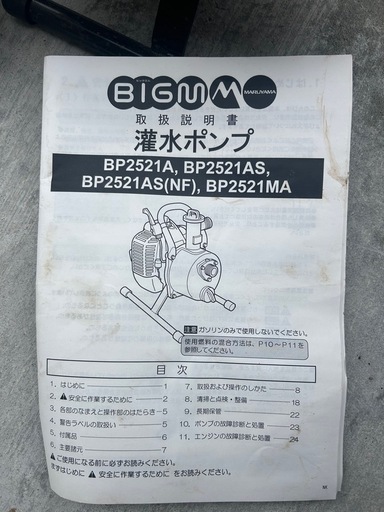 BIGM
MARUYAMA
取扱説明書
灌水ポンプ
BP2521A, BP2521AS,
BP2521AS(NF), BP2521MA
注意 ガソリンのみで使用しないでください。
使用燃料の混合方法は、P10～P11を
参照してください。
目 次
1. はじめに 1
2. ⚠安全に作業するために 2
3. 各部のなまえと操作部のはたらき 5
4. 警告ラベルの取扱い 5
5. 付属品 6
6. 主要諸元 7
7. 取扱および操作のしかた 8
8. 清掃と点検・整備 18
9. 長期保管 22
10. ポンプの故障診断と処置 23
11. エンジンの故障診断と処置 24
⚠ご使用になる前に必ずお読みください。
まずはじめに ⚠安全に作業するために をお読みください。